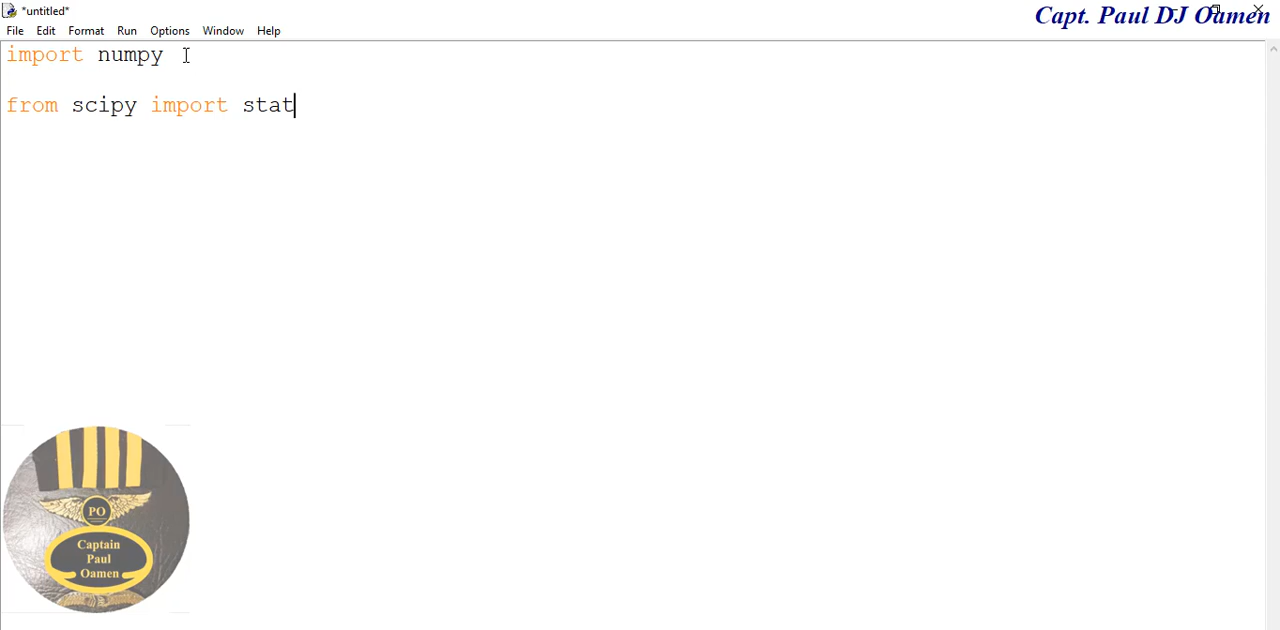 *untitled*
Capt. Paul DJ Oamen
File Edit Format Run Options Window Help
import numpy
from scipy import stat
PO
Captain
Paul
Oamen